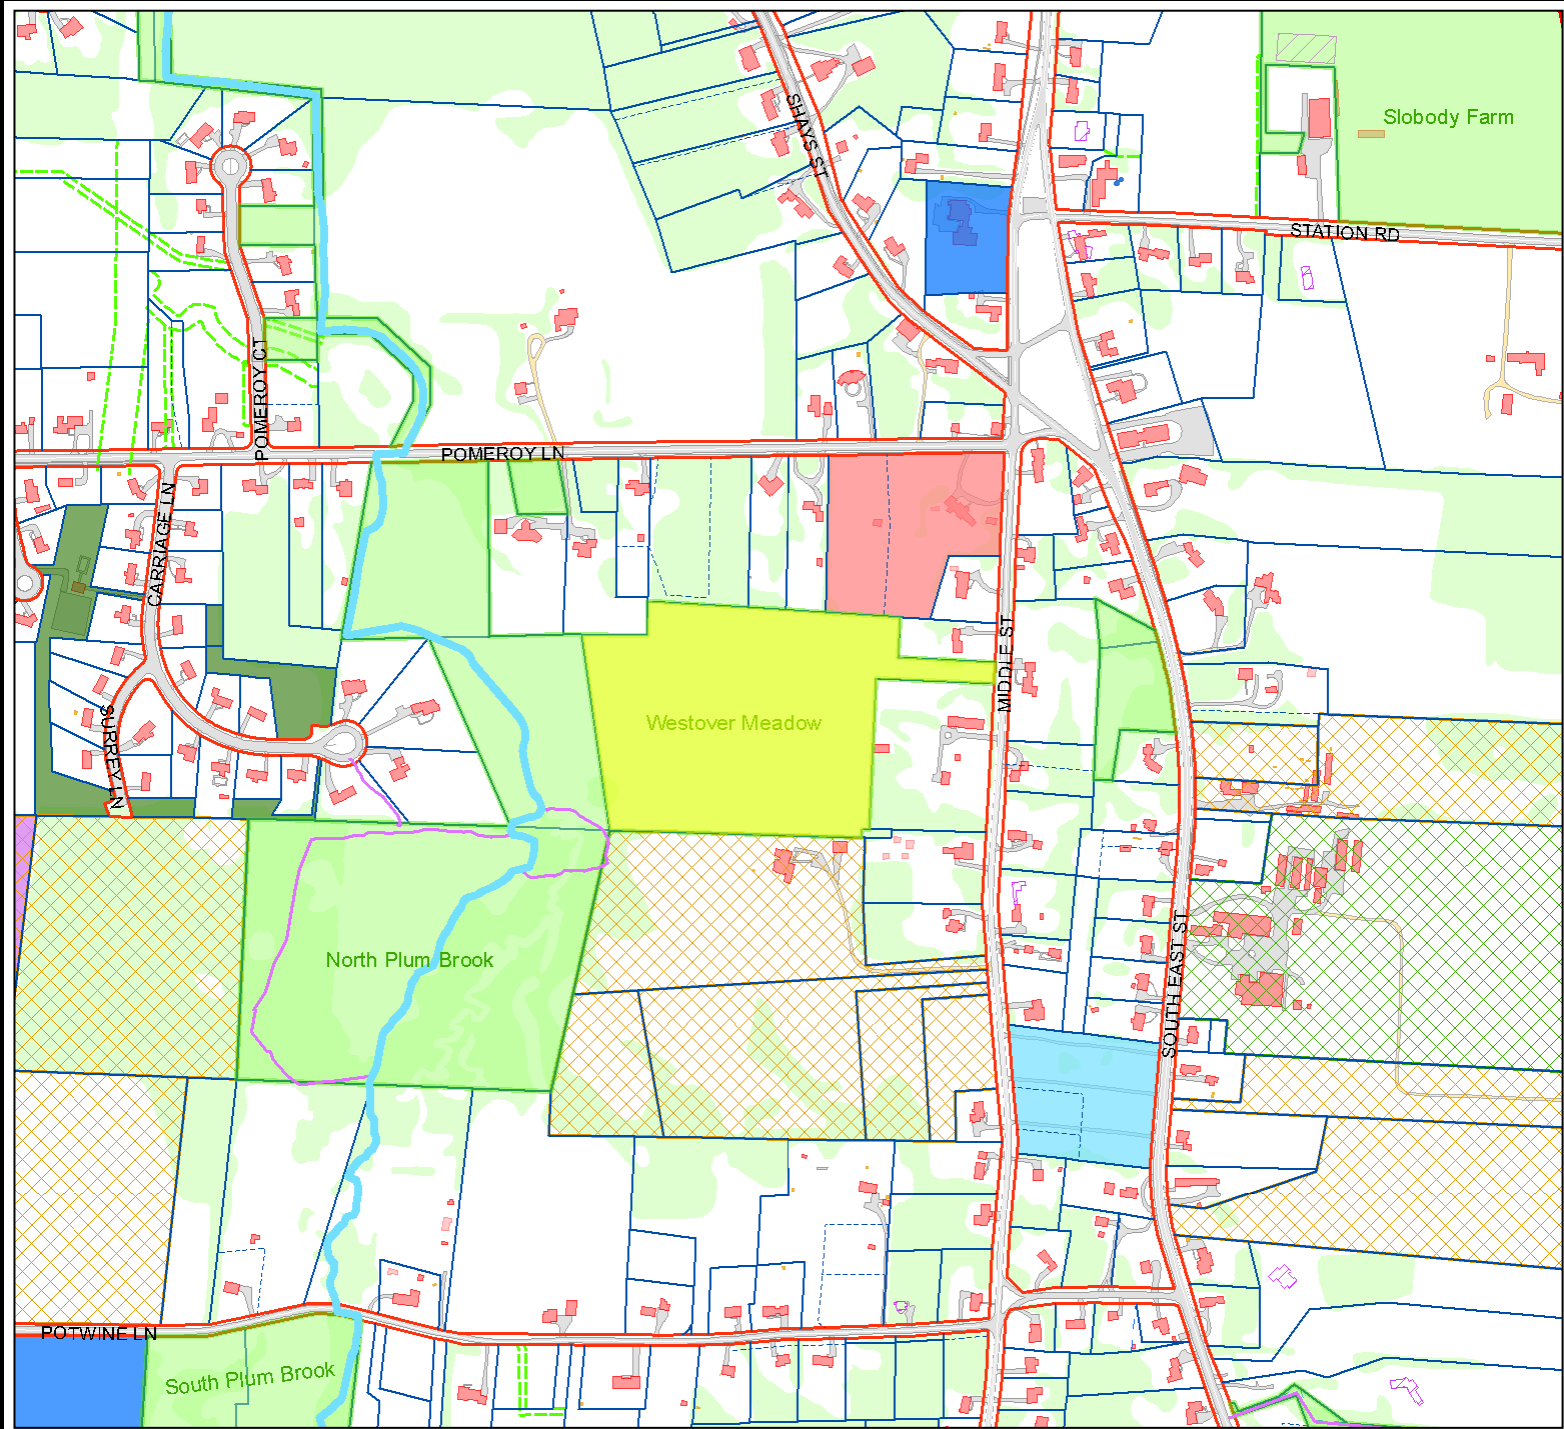 Slobody Farm
SHAYS ST
STATION RD
POMEROY CT
POMEROY LN
CARRIAGE LN
MIDDLE ST
Westover Meadow
SURREY LN
North Plum Brook
SOUTH EAST ST
POTWINE LN
South Plum Brook